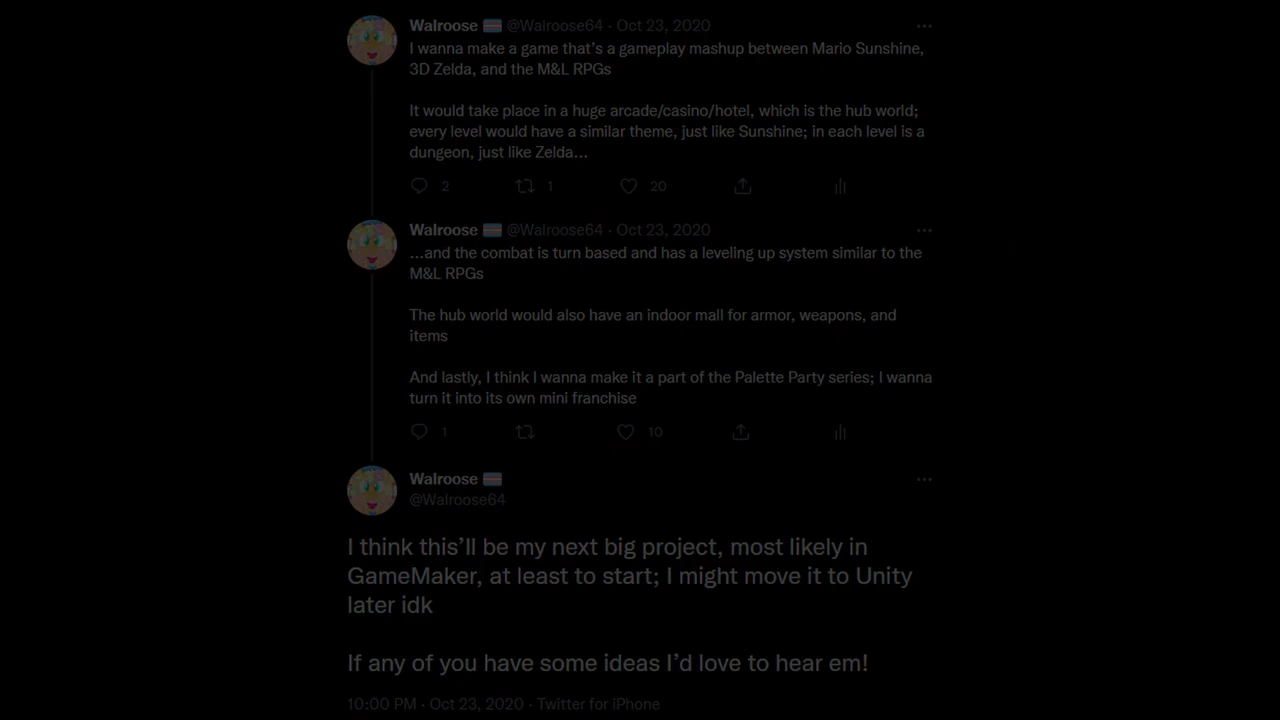 Walroose @Walroose64 · Oct 23, 2020
I wanna make a game that's a gameplay mashup between Mario Sunshine,
3D Zelda, and the M&L RPGs
It would take place in a huge arcade/casino/hotel, which is the hub world;
every level would have a similar theme, just like Sunshine; in each level is a
dungeon, just like Zelda...
2 1 20
Walroose @Walroose64 · Oct 23, 2020
...and the combat is turn based and has a leveling up system similar to the
M&L RPGs
The hub world would also have an indoor mall for armor, weapons, and
items
And lastly, I think I wanna make it a part of the Palette Party series; I wanna
turn it into its own mini franchise
1 10
Walroose
@Walroose64
I think this'll be my next big project, most likely in
GameMaker, at least to start; I might move it to Unity
later idk
If any of you have some ideas I'd love to hear em!
10:00 PM · Oct 23, 2020 · Twitter for iPhone